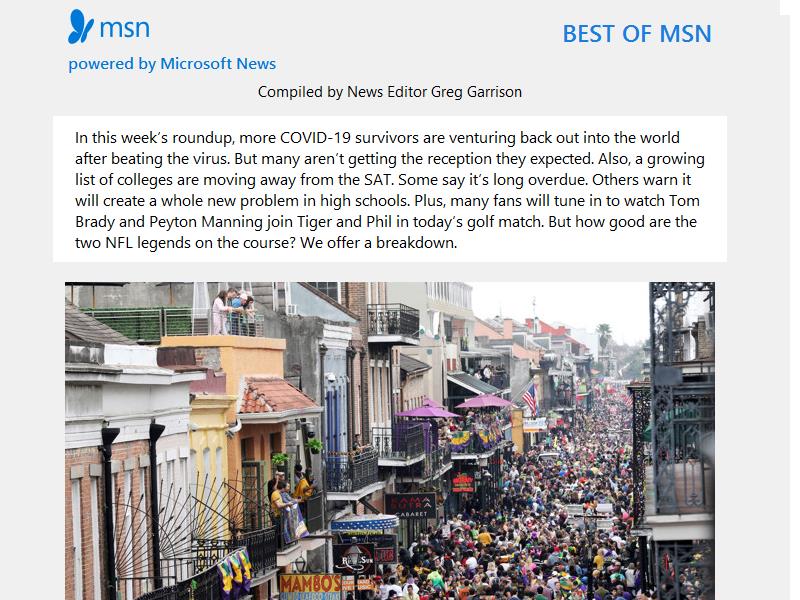 msn
BEST OF MSN
powered by Microsoft News
Compiled by News Editor Greg Garrison
In this week's roundup, more COVID-19 survivors are venturing back out into the world
after beating the virus. But many aren't getting the reception they expected. Also, a growing
list of colleges are moving away from the SAT. Some say it's long overdue. Others warn it
will create a whole new problem in high schools. Plus, many fans will tune in to watch Tom
Brady and Peyton Manning join Tiger and Phil in today's golf match. But how good are the
two NFL legends on the course? We offer a breakdown.
KAMA
SUTRA
CABARET
MAMBO'S